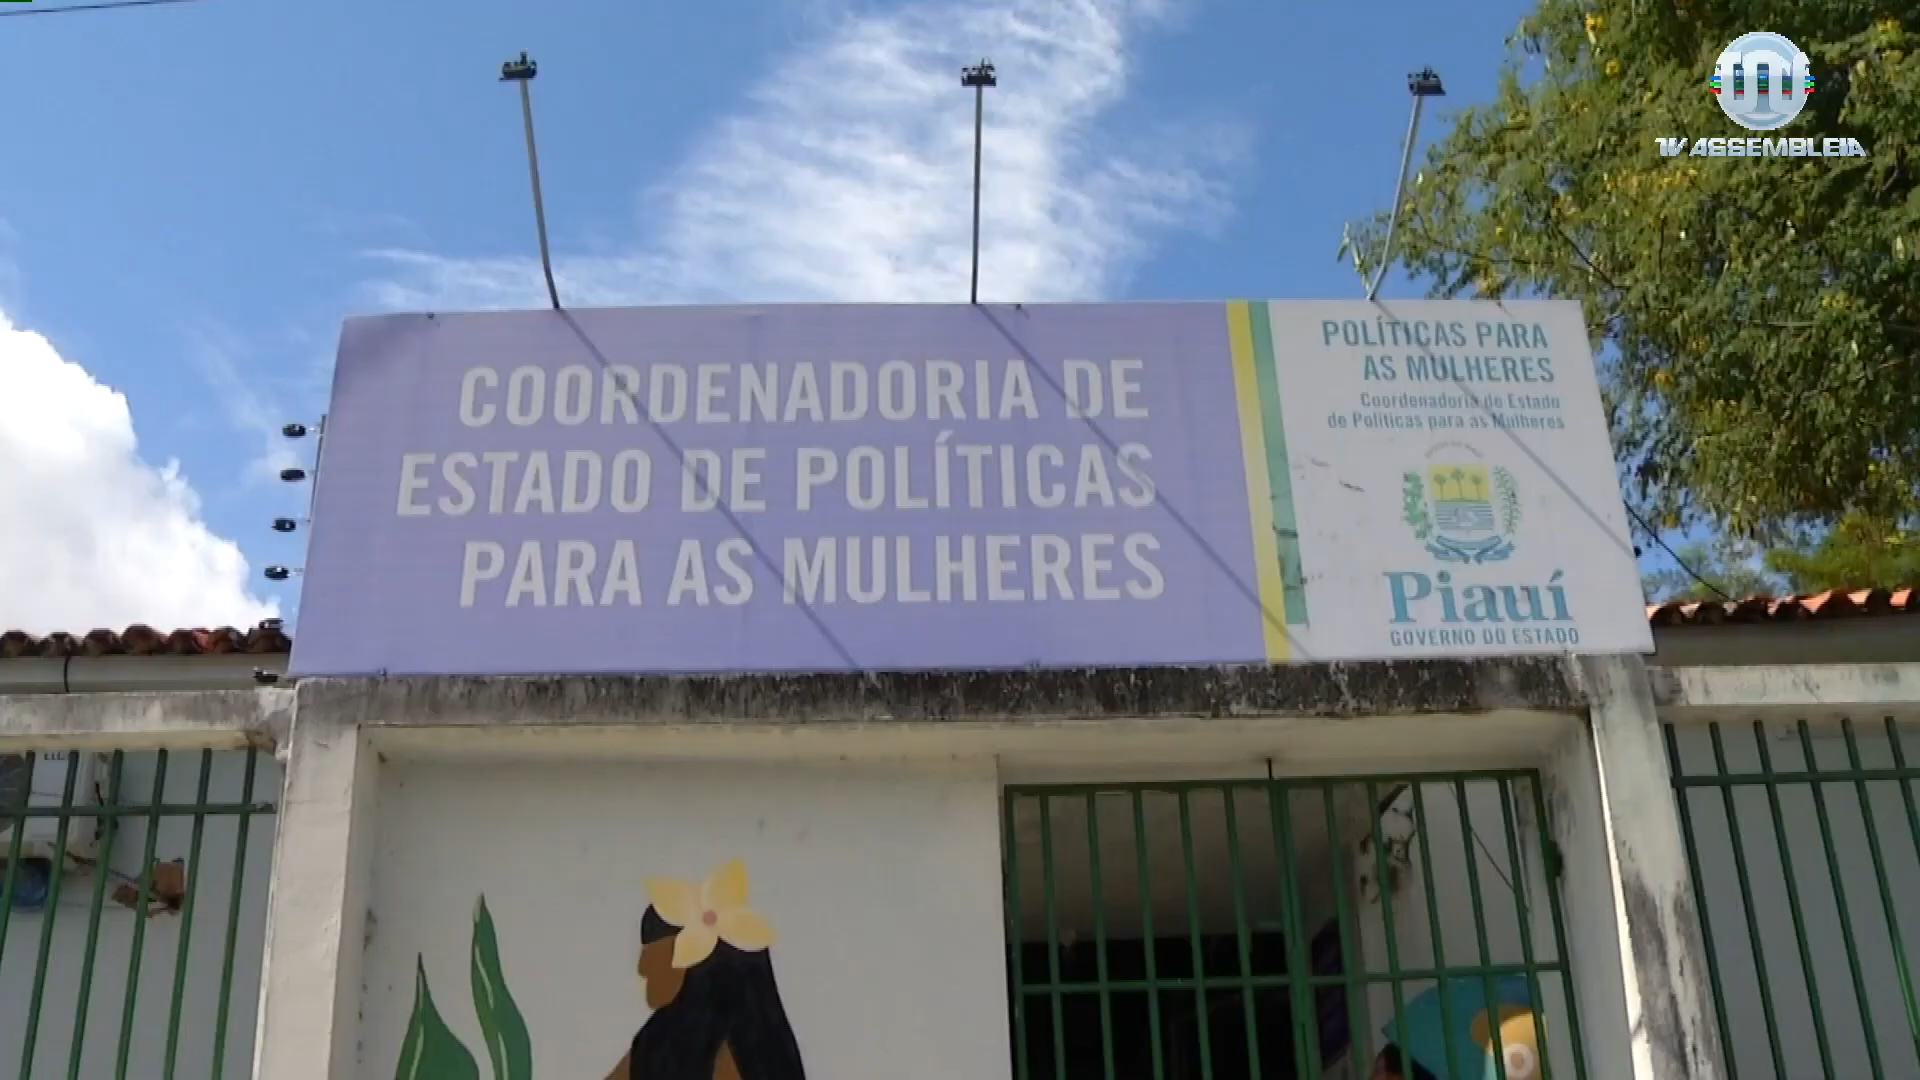 TV ASSEMBLEIA
COORDENADORIA DE
ESTADO DE POLÍTICAS
PARA AS MULHERES
POLÍTICAS PARA
AS MULHERES
Coordenadoria do Estado
de Políticas para as Mulheres
Piauí
GOVERNO DO ESTADO